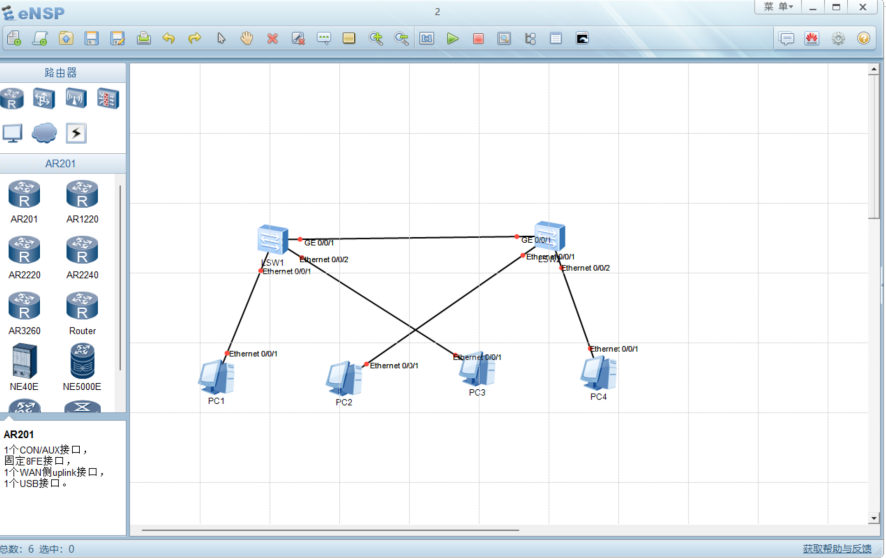 eNSP
2
菜 单
路由器
AR201
AR201
AR1220
AR2220
AR2240
AR3260
Router
NE40E
NE5000E
AR201
1个CON/AUX接口，
固定8FE接口，
1个WAN侧uplink接口，
1个USB接口。
GE 0/0/1
GE 0/0/1
LSW1
Ethernet 0/0/2
Ethernet 0/0/1
LSW2
Ethernet 0/0/1
Ethernet 0/0/2
Ethernet 0/0/1
Ethernet 0/0/1
Ethernet 0/0/1
Ethernet 0/0/1
PC1
PC2
PC3
PC4
总数：6 选中：0
获取帮助与反馈